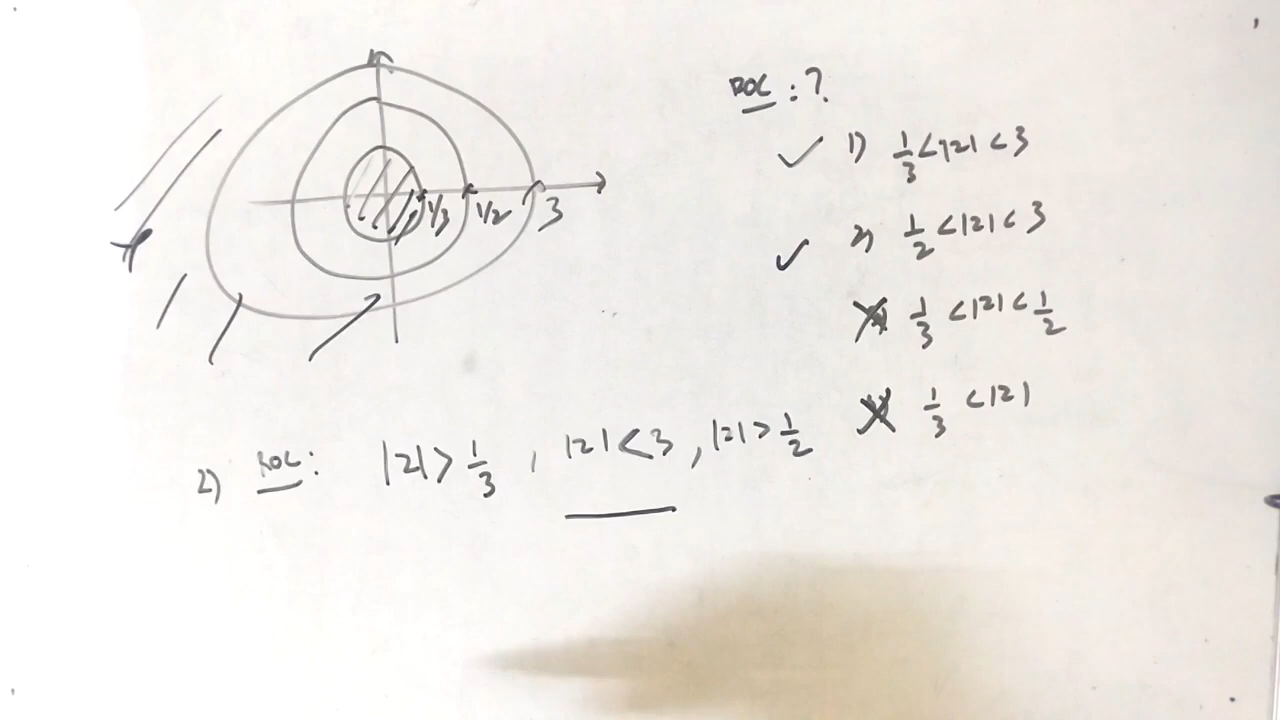 1/3 1/2 3
ROC : ?
✓ 1) 1/3 < |z| < 3
✓ 2) 1/2 < |z| < 3
1/3 < |z| < 1/2
1/3 < |z|
2) ROC : |z| > 1/3 , |z| < 3 , |z| > 1/2